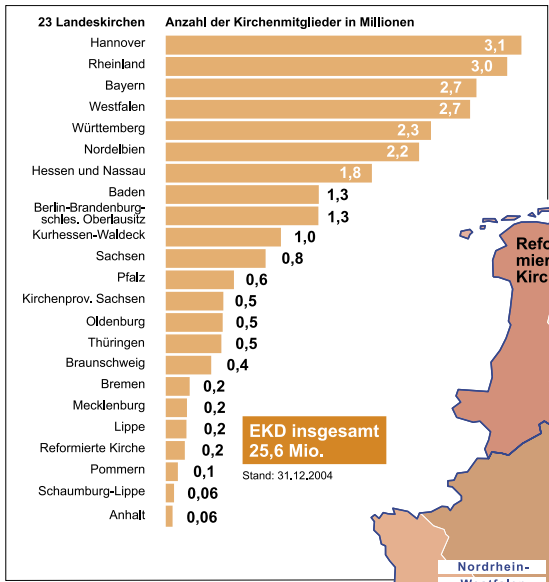 23 Landeskirchen Anzahl der Kirchenmitglieder in Millionen
Hannover 3,1
Rheinland 3,0
Bayern 2,7
Westfalen 2,7
Württemberg 2,3
Nordelbien 2,2
Hessen und Nassau 1,8
Baden 1,3
Berlin-Brandenburg-
schles. Oberlausitz 1,3
Kurhessen-Waldeck 1,0
Sachsen 0,8
Pfalz 0,6
Kirchenprov. Sachsen 0,5
Oldenburg 0,5
Thüringen 0,5
Braunschweig 0,4
Bremen 0,2
Mecklenburg 0,2
Lippe 0,2
Reformierte Kirche 0,2
Pommern 0,1
Schaumburg-Lippe 0,06
Anhalt 0,06
EKD insgesamt
25,6 Mio.
Stand: 31.12.2004
Refo
mier
Kirc
Nordrhein-